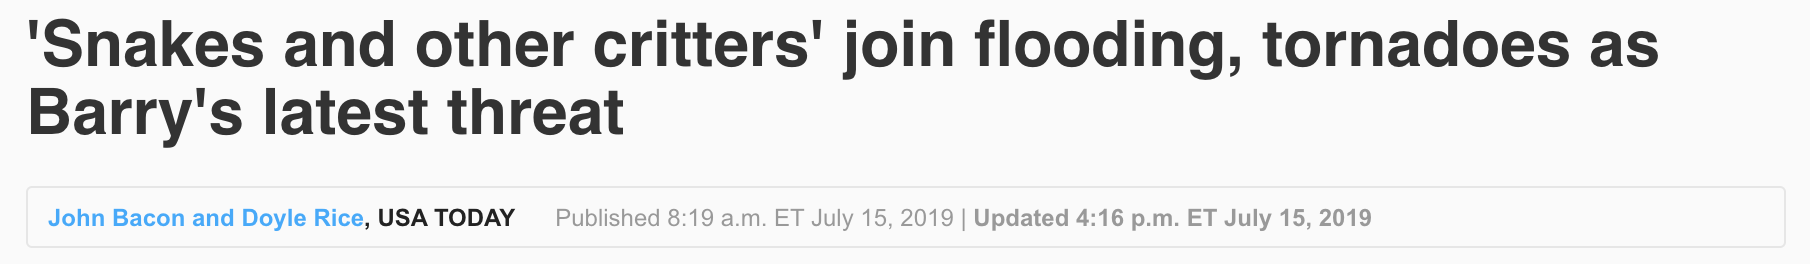 'Snakes and other critters' join flooding, tornadoes as
Barry's latest threat
John Bacon and Doyle Rice, USA TODAY Published 8:19 a.m. ET July 15, 2019 | Updated 4:16 p.m. ET July 15, 2019